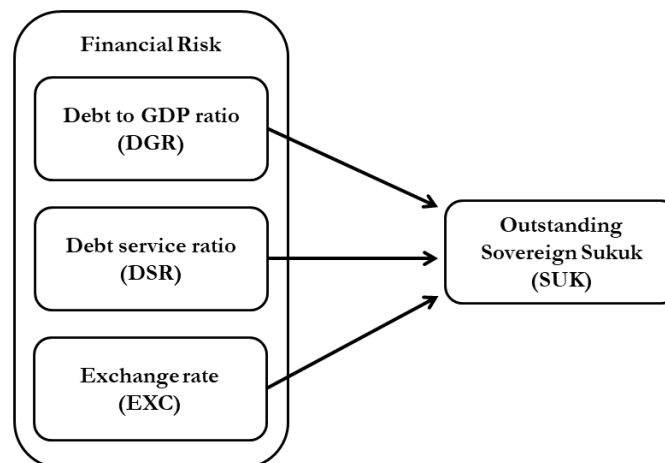 Financial Risk
Debt to GDP ratio
(DGR)
Debt service ratio
(DSR)
Exchange rate
(EXC)
Outstanding
Sovereign Sukuk
(SUK)